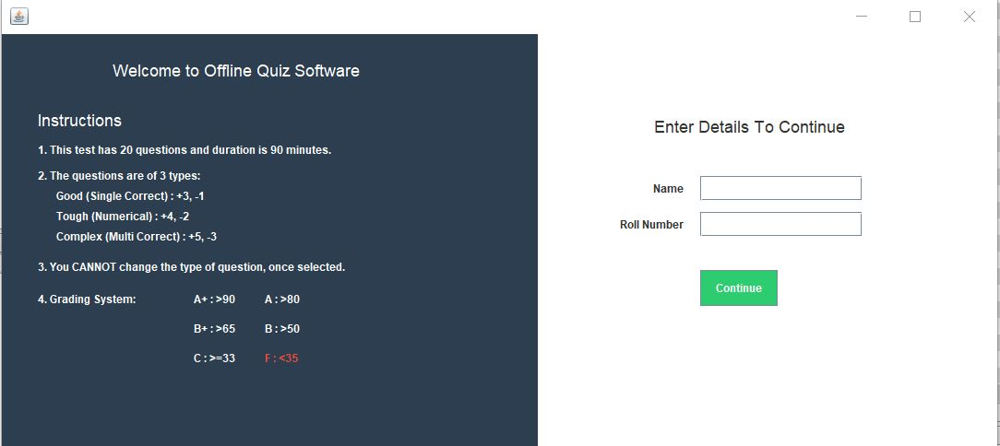 Welcome to Offline Quiz Software
Instructions
1. This test has 20 questions and duration is 90 minutes.
2. The questions are of 3 types:
Good (Single Correct) : +3, -1
Tough (Numerical) : +4, -2
Complex (Multi Correct) : +5, -3
3. You CANNOT change the type of question, once selected.
4. Grading System: A+ : >90 A : >80
B+ : >65 B : >50
C : >=33 F : <35
Enter Details To Continue
Name
Roll Number
Continue